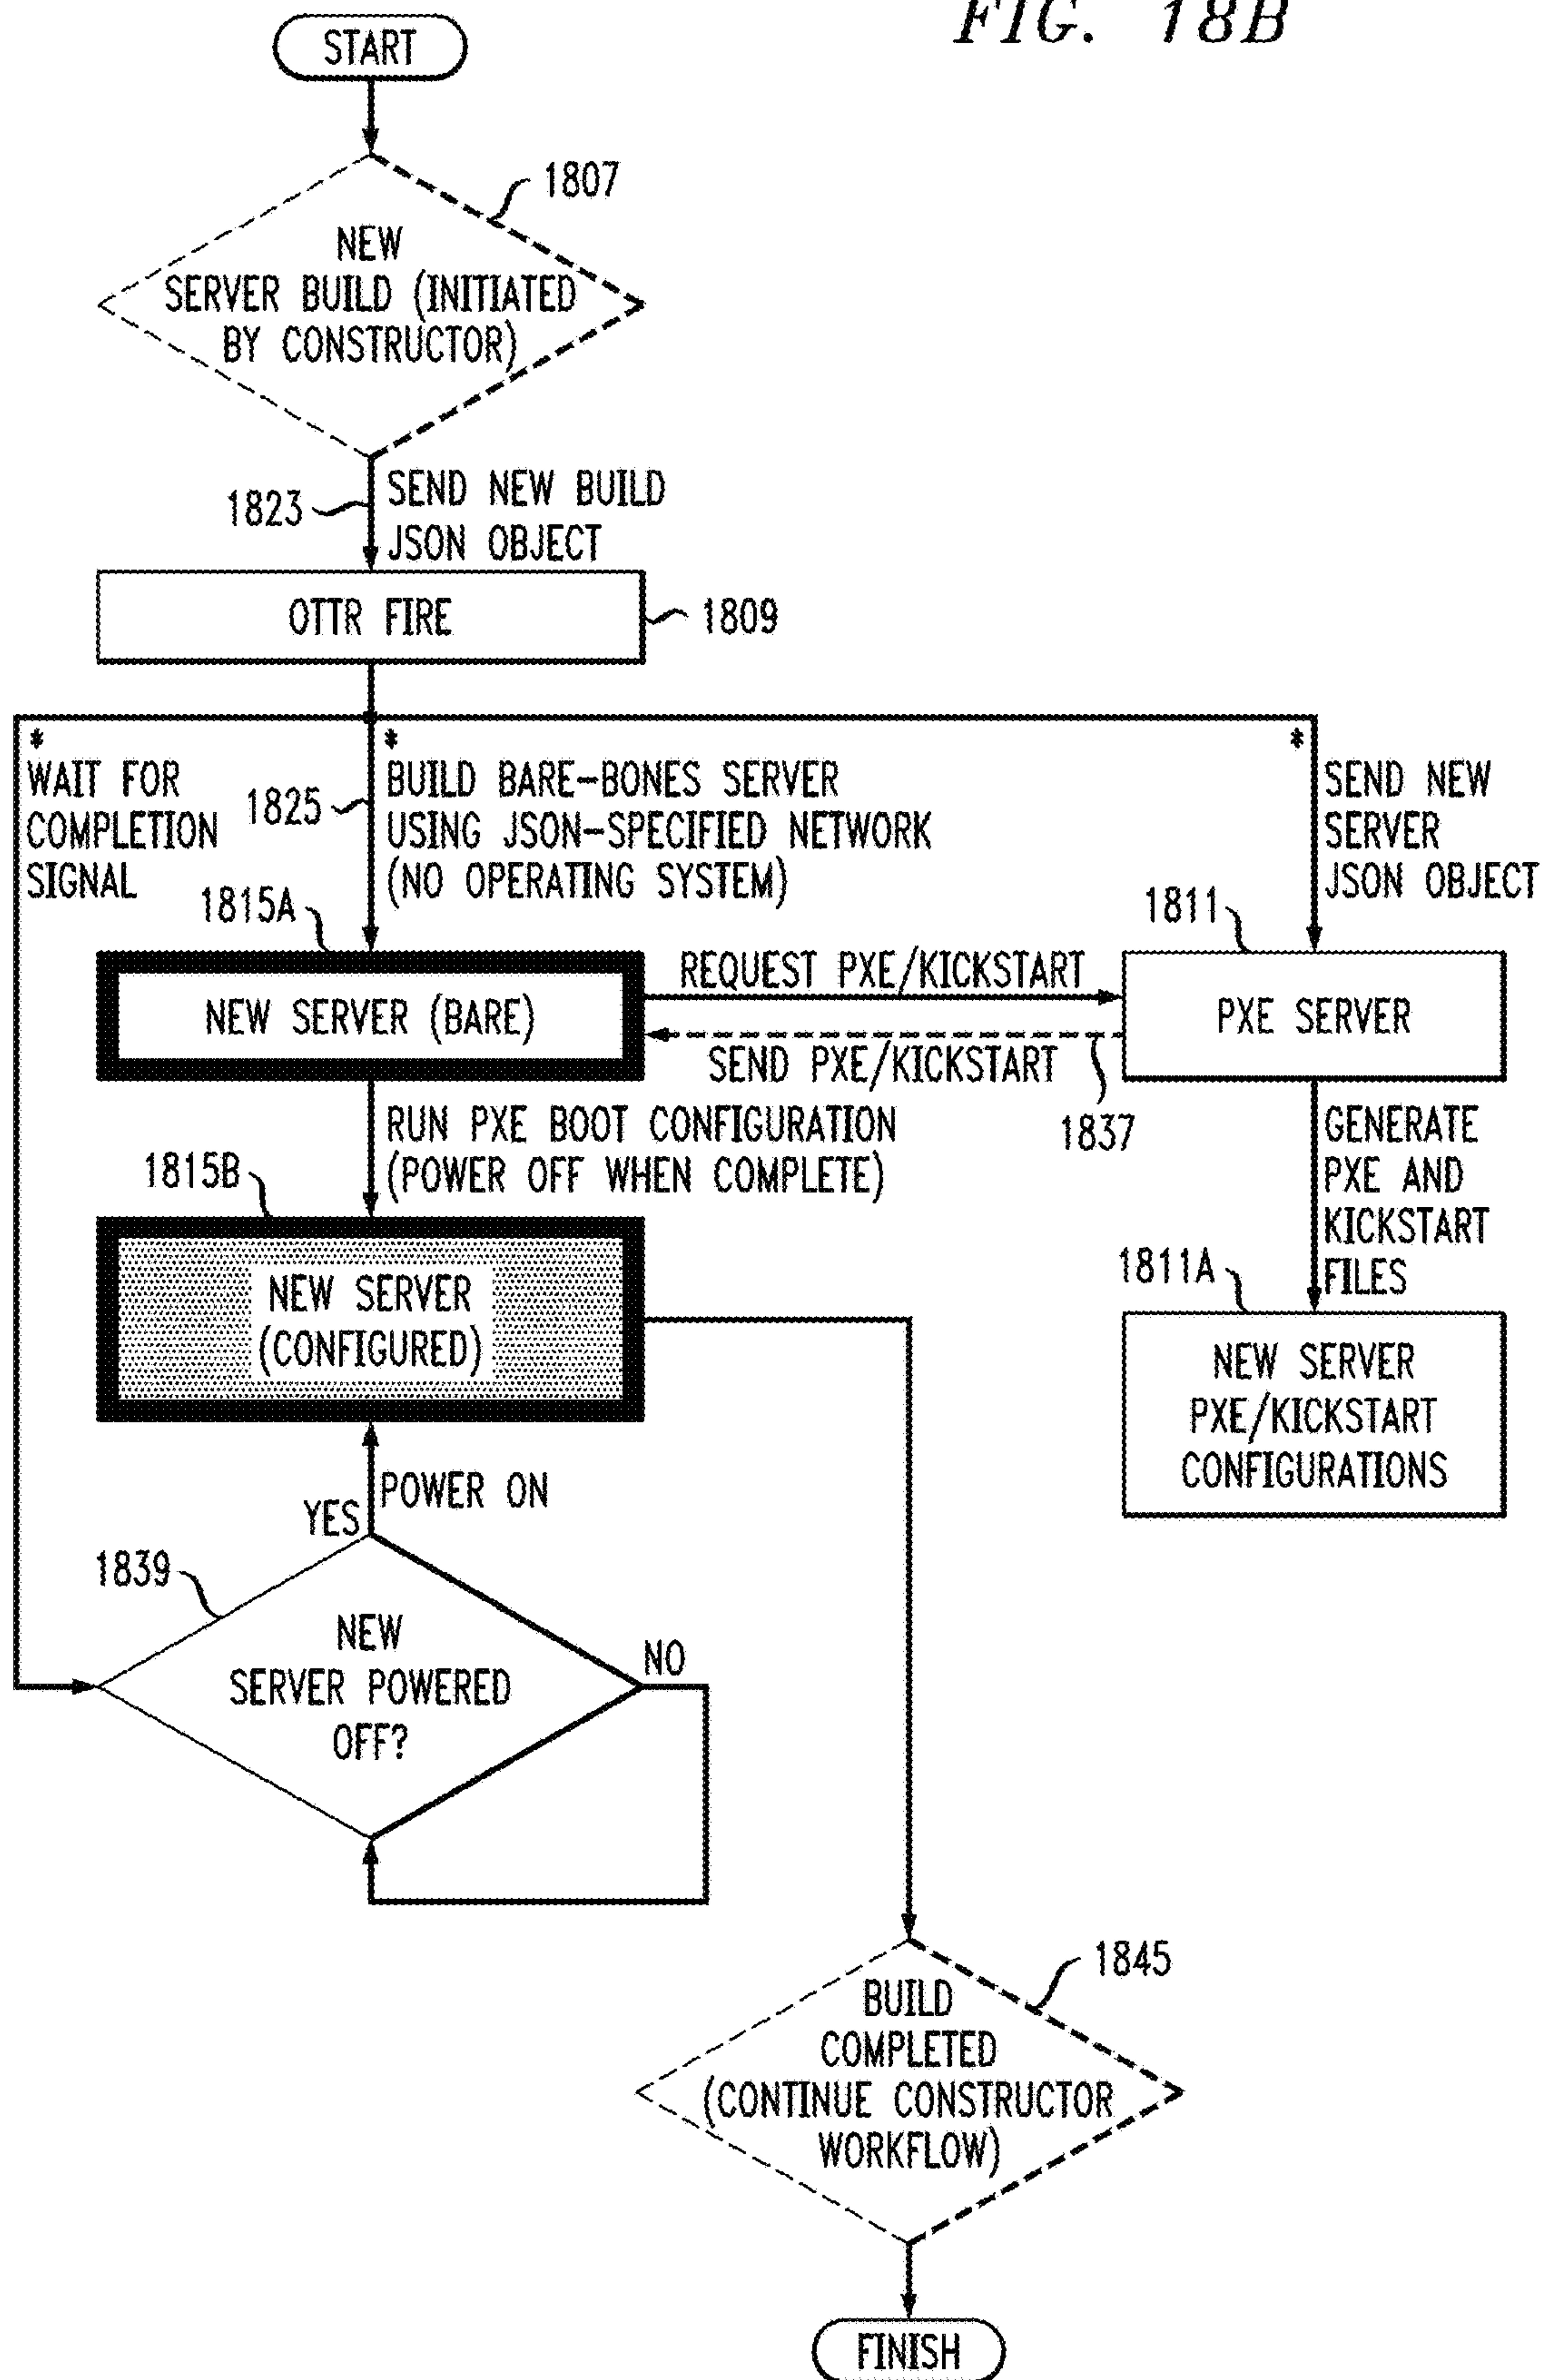 FIG. 18B
START
1807
NEW
SERVER BUILD (INITIATED
BY CONSTRUCTOR)
1823
SEND NEW BUILD
JSON OBJECT
OTTR FIRE
1809
*
WAIT FOR
COMPLETION
SIGNAL
1825
*
BUILD BARE-BONES SERVER
USING JSON-SPECIFIED NETWORK
(NO OPERATING SYSTEM)
*
SEND NEW
SERVER
JSON OBJECT
1815A
1811
NEW SERVER (BARE)
REQUEST PXE/KICKSTART
SEND PXE/KICKSTART
PXE SERVER
1837
RUN PXE BOOT CONFIGURATION
(POWER OFF WHEN COMPLETE)
GENERATE
PXE AND
KICKSTART
FILES
1815B
1811A
NEW SERVER
(CONFIGURED)
NEW SERVER
PXE/KICKSTART
CONFIGURATIONS
POWER ON
YES
1839
NEW
SERVER POWERED
OFF?
NO
1845
BUILD
COMPLETED
(CONTINUE CONSTRUCTOR
WORKFLOW)
FINISH